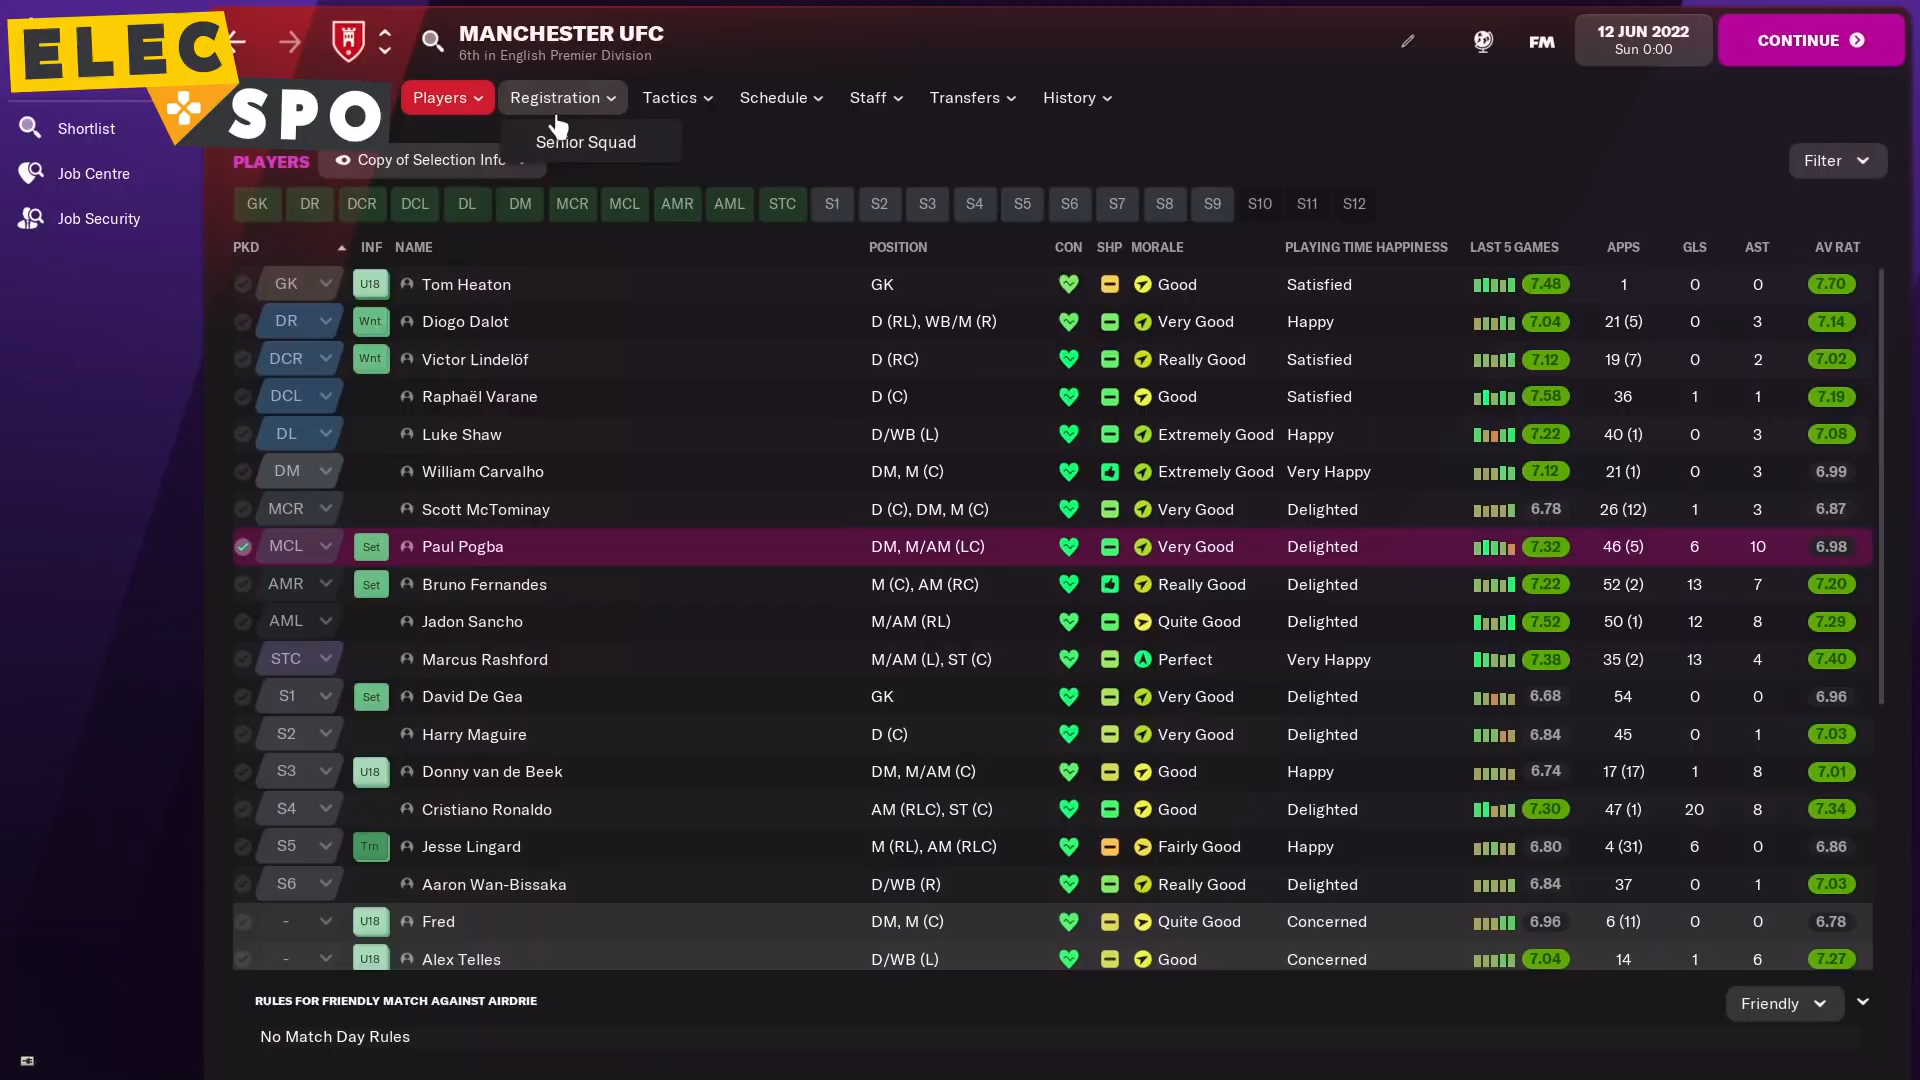 ELEC
SPO
MANCHESTER UFC
6th in English Premier Division
FM
12 JUN 2022
Sun 0:00
CONTINUE
Players Registration Tactics Schedule Staff Transfers History
Senior Squad
Shortlist
Job Centre
Job Security
PLAYERS Copy of Selection Info Filter
GK DR DCR DCL DL DM MCR MCL AMR AML STC S1 S2 S3 S4 S5 S6 S7 S8 S9 S10 S11 S12
PKD INF NAME POSITION CON SHP MORALE PLAYING TIME HAPPINESS LAST 5 GAMES APPS GLS AST AV RAT
GK U18 Tom Heaton GK Good Satisfied 7.48 1 0 0 7.70
DR Wnt Diogo Dalot D (RL), WB/M (R) Very Good Happy 7.04 21 (5) 0 3 7.14
DCR Wnt Victor Lindelöf D (RC) Really Good Satisfied 7.12 19 (7) 0 2 7.02
DCL Raphaël Varane D (C) Good Satisfied 7.58 36 1 1 7.19
DL Luke Shaw D/WB (L) Extremely Good Happy 7.22 40 (1) 0 3 7.08
DM William Carvalho DM, M (C) Extremely Good Very Happy 7.12 21 (1) 0 3 6.99
MCR Scott McTominay D (C), DM, M (C) Very Good Delighted 6.78 26 (12) 1 3 6.87
MCL Set Paul Pogba DM, M/AM (LC) Very Good Delighted 7.32 46 (5) 6 10 6.98
AMR Set Bruno Fernandes M (C), AM (RC) Really Good Delighted 7.22 52 (2) 13 7 7.20
AML Jadon Sancho M/AM (RL) Quite Good Delighted 7.52 50 (1) 12 8 7.29
STC Marcus Rashford M/AM (L), ST (C) Perfect Very Happy 7.38 35 (2) 13 4 7.40
S1 Set David De Gea GK Very Good Delighted 6.68 54 0 0 6.96
S2 Harry Maguire D (C) Very Good Delighted 6.84 45 0 1 7.03
S3 U18 Donny van de Beek DM, M/AM (C) Good Happy 6.74 17 (17) 1 8 7.01
S4 Cristiano Ronaldo AM (RLC), ST (C) Good Delighted 7.30 47 (1) 20 8 7.34
S5 Trn Jesse Lingard M (RL), AM (RLC) Fairly Good Happy 6.80 4 (31) 6 0 6.86
S6 Aaron Wan-Bissaka D/WB (R) Really Good Delighted 6.84 37 0 1 7.03
- U18 Fred DM, M (C) Quite Good Concerned 6.96 6 (11) 0 0 6.78
- U18 Alex Telles D/WB (L) Good Concerned 7.04 14 1 6 7.27
RULES FOR FRIENDLY MATCH AGAINST AIRDRIE
Friendly
No Match Day Rules